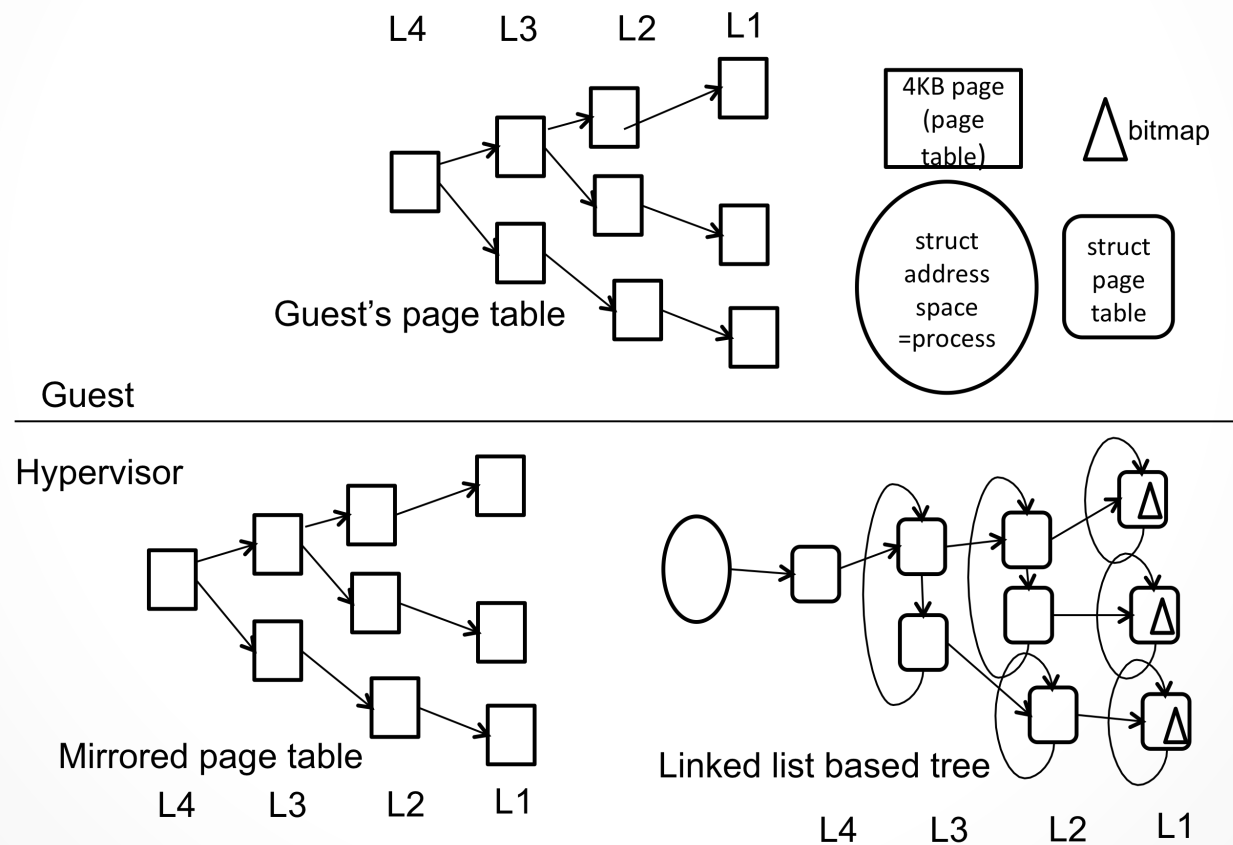 L4 L3 L2 L1
4KB page
(page
table)
bitmap
struct
address
space
=process
struct
page
table
Guest's page table
Guest
Hypervisor
Mirrored page table
L4 L3 L2 L1
Linked list based tree
L4 L3 L2 L1